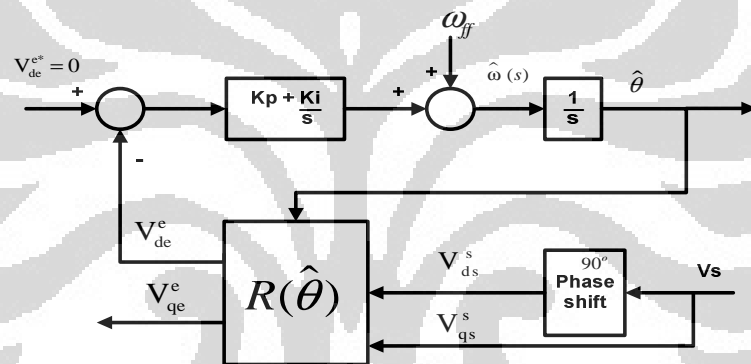 ω_ff
V_de^e* = 0
+
Kp + Ki/s
+
+
ω̂ (s)
1/s
θ̂
-
V_de^e
V_qe^e
R(θ̂)
V_ds^s
V_qs^s
90°
Phase
shift
Vs